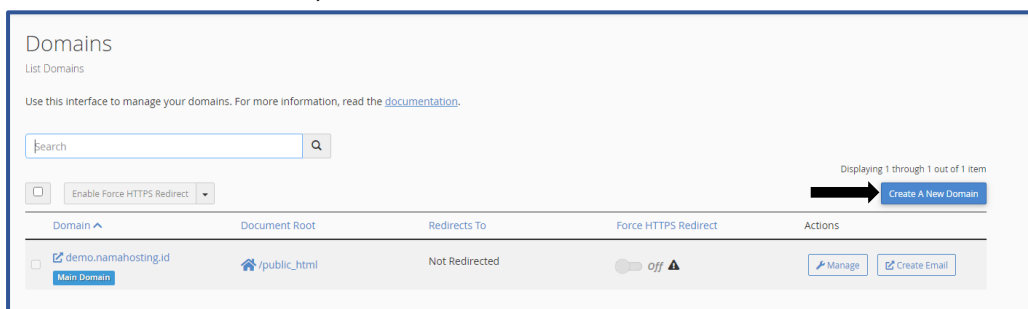 Domains
List Domains
Use this interface to manage your domains. For more information, read the documentation.
Search
Displaying 1 through 1 out of 1 item
Enable Force HTTPS Redirect
Create A New Domain
Domain Document Root Redirects To Force HTTPS Redirect Actions
demo.namahosting.id /public_html Not Redirected Off Manage Create Email
Main Domain